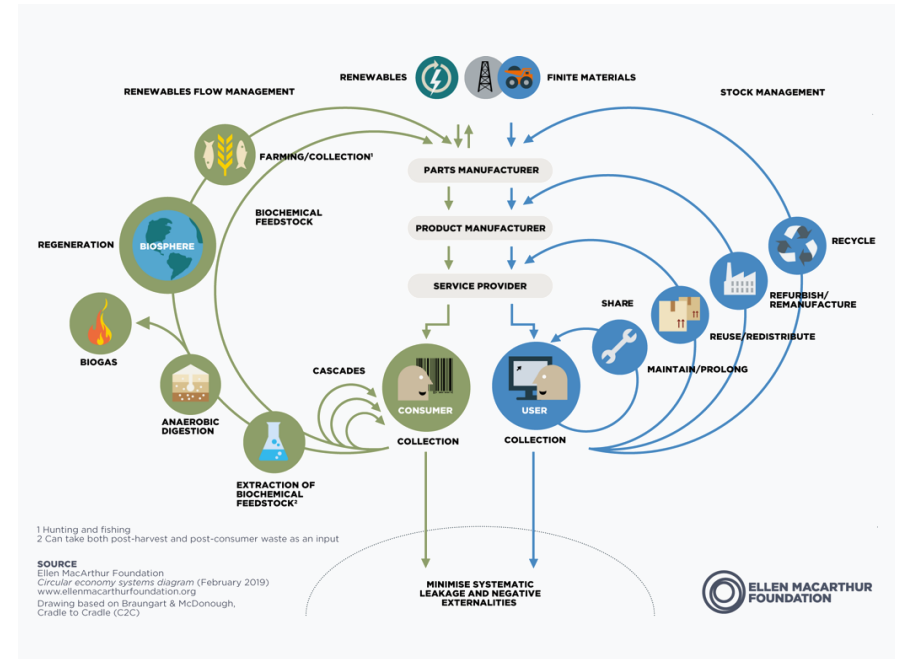 RENEWABLES
FINITE MATERIALS
RENEWABLES FLOW MANAGEMENT
STOCK MANAGEMENT
FARMING/COLLECTION¹
PARTS MANUFACTURER
BIOCHEMICAL
FEEDSTOCK
PRODUCT MANUFACTURER
REGENERATION
BIOSPHERE
RECYCLE
SERVICE PROVIDER
SHARE
REFURBISH/
REMANUFACTURE
REUSE/REDISTRIBUTE
BIOGAS
CASCADES
MAINTAIN/PROLONG
CONSUMER
USER
ANAEROBIC
DIGESTION
COLLECTION
COLLECTION
EXTRACTION OF
BIOCHEMICAL
FEEDSTOCK²
1 Hunting and fishing
2 Can take both post-harvest and post-consumer waste as an input
SOURCE
Ellen MacArthur Foundation
Circular economy systems diagram (February 2019)
www.ellenmacarthurfoundation.org
Drawing based on Braungart & McDonough,
Cradle to Cradle (C2C)
MINIMISE SYSTEMATIC
LEAKAGE AND NEGATIVE
EXTERNALITIES
ELLEN MACARTHUR
FOUNDATION